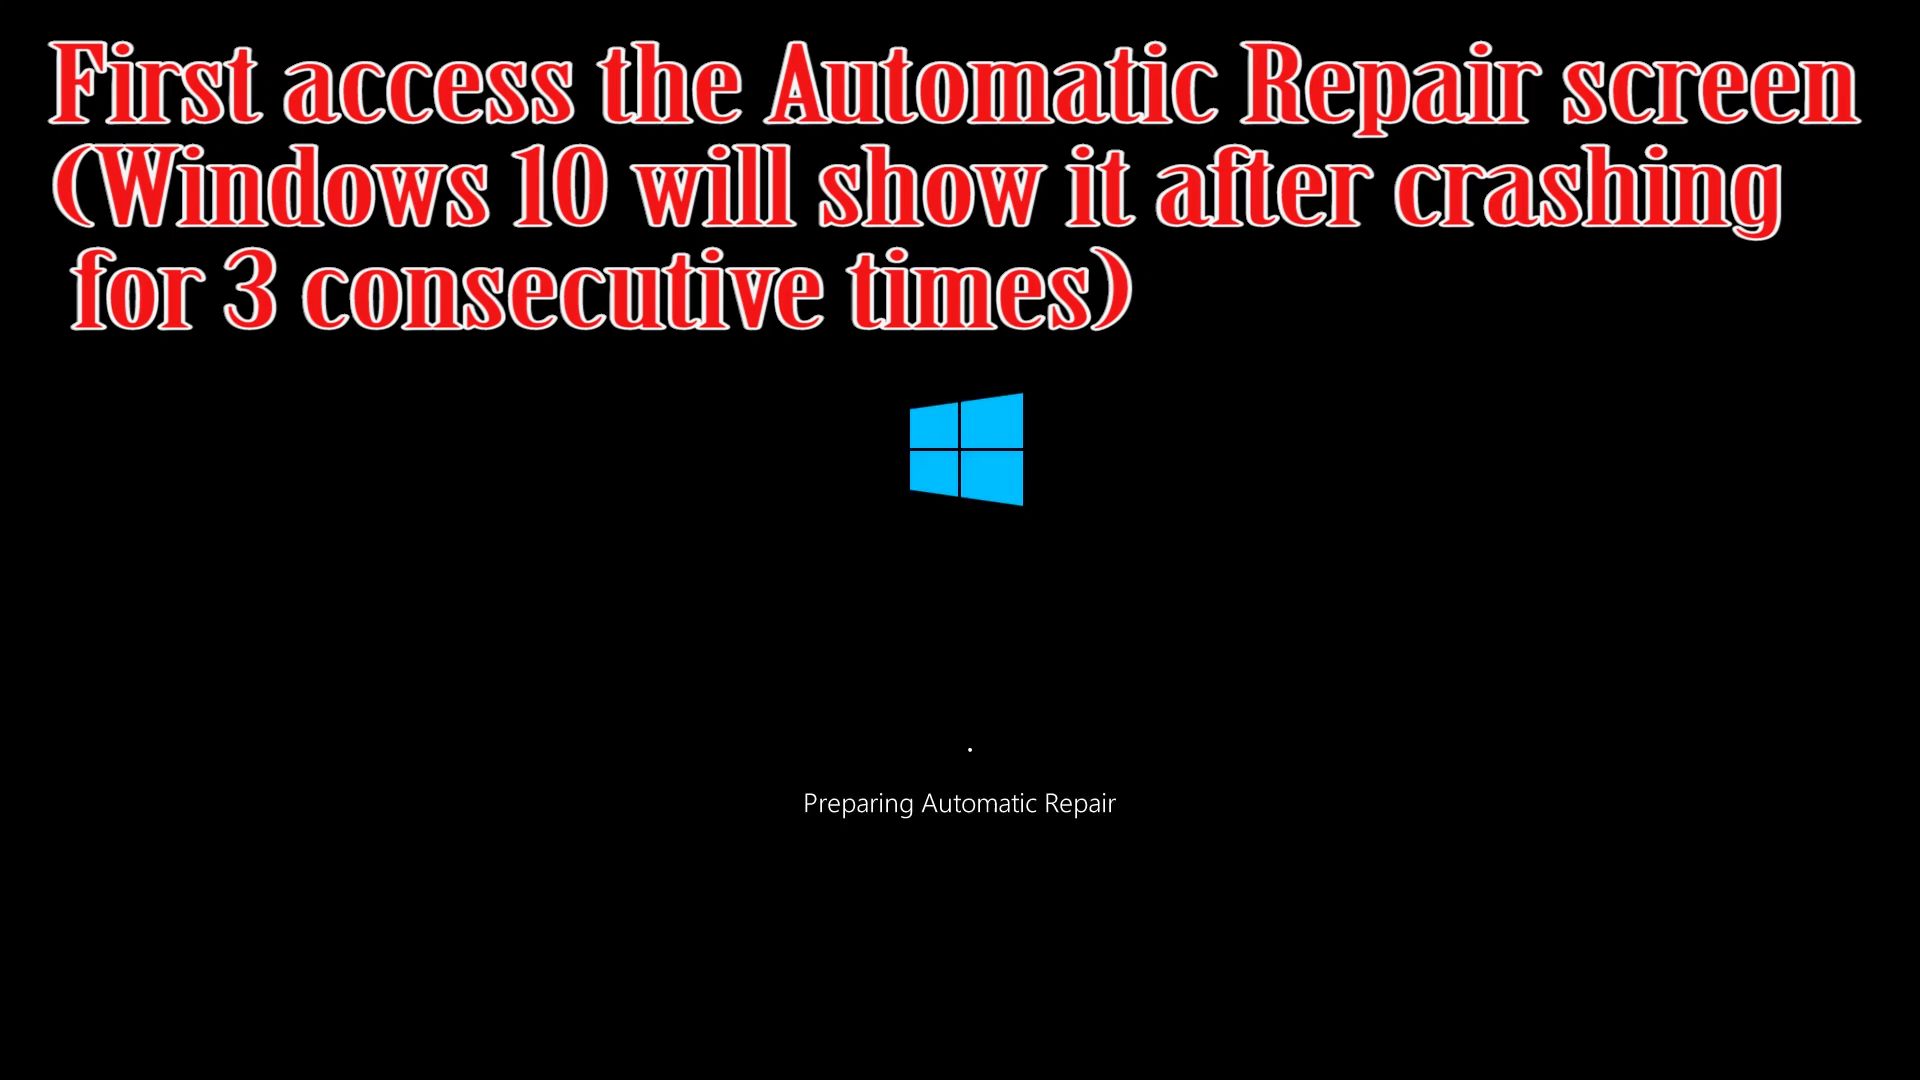 First access the Automatic Repair screen
(Windows 10 will show it after crashing
for 3 consecutive times)
Preparing Automatic Repair